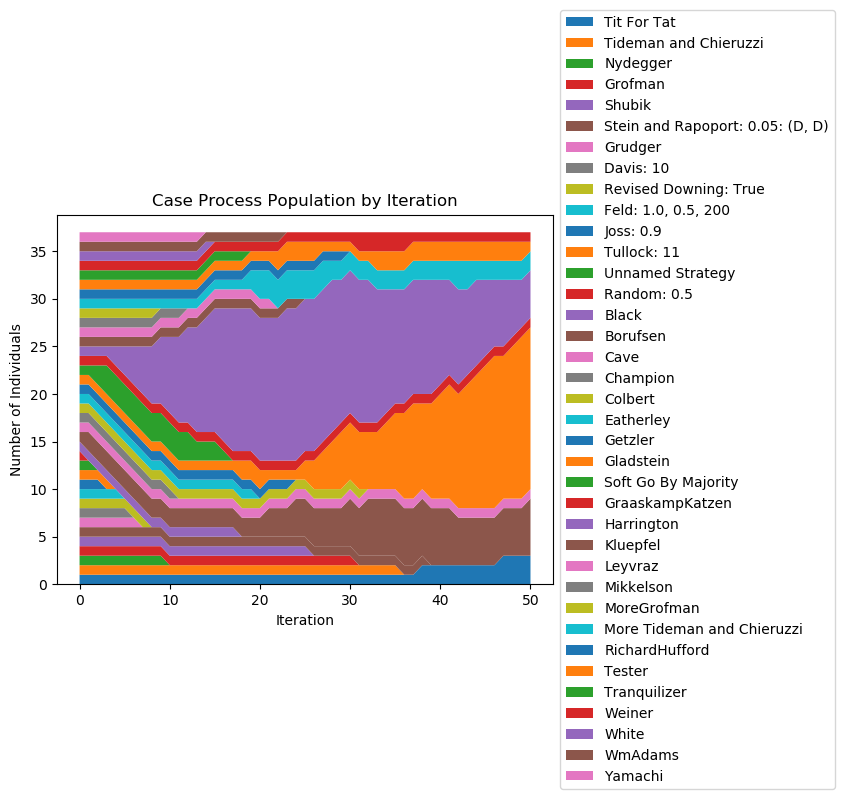 Case Process Population by Iteration
Number of Individuals
35
30
25
20
15
10
5
0
0 10 20 30 40 50
Iteration
Tit For Tat
Tideman and Chieruzzi
Nydegger
Grofman
Shubik
Stein and Rapoport: 0.05: (D, D)
Grudger
Davis: 10
Revised Downing: True
Feld: 1.0, 0.5, 200
Joss: 0.9
Tullock: 11
Unnamed Strategy
Random: 0.5
Black
Borufsen
Cave
Champion
Colbert
Eatherley
Getzler
Gladstein
Soft Go By Majority
GraaskampKatzen
Harrington
Kluepfel
Leyvraz
Mikkelson
MoreGrofman
More Tideman and Chieruzzi
RichardHufford
Tester
Tranquilizer
Weiner
White
WmAdams
Yamachi